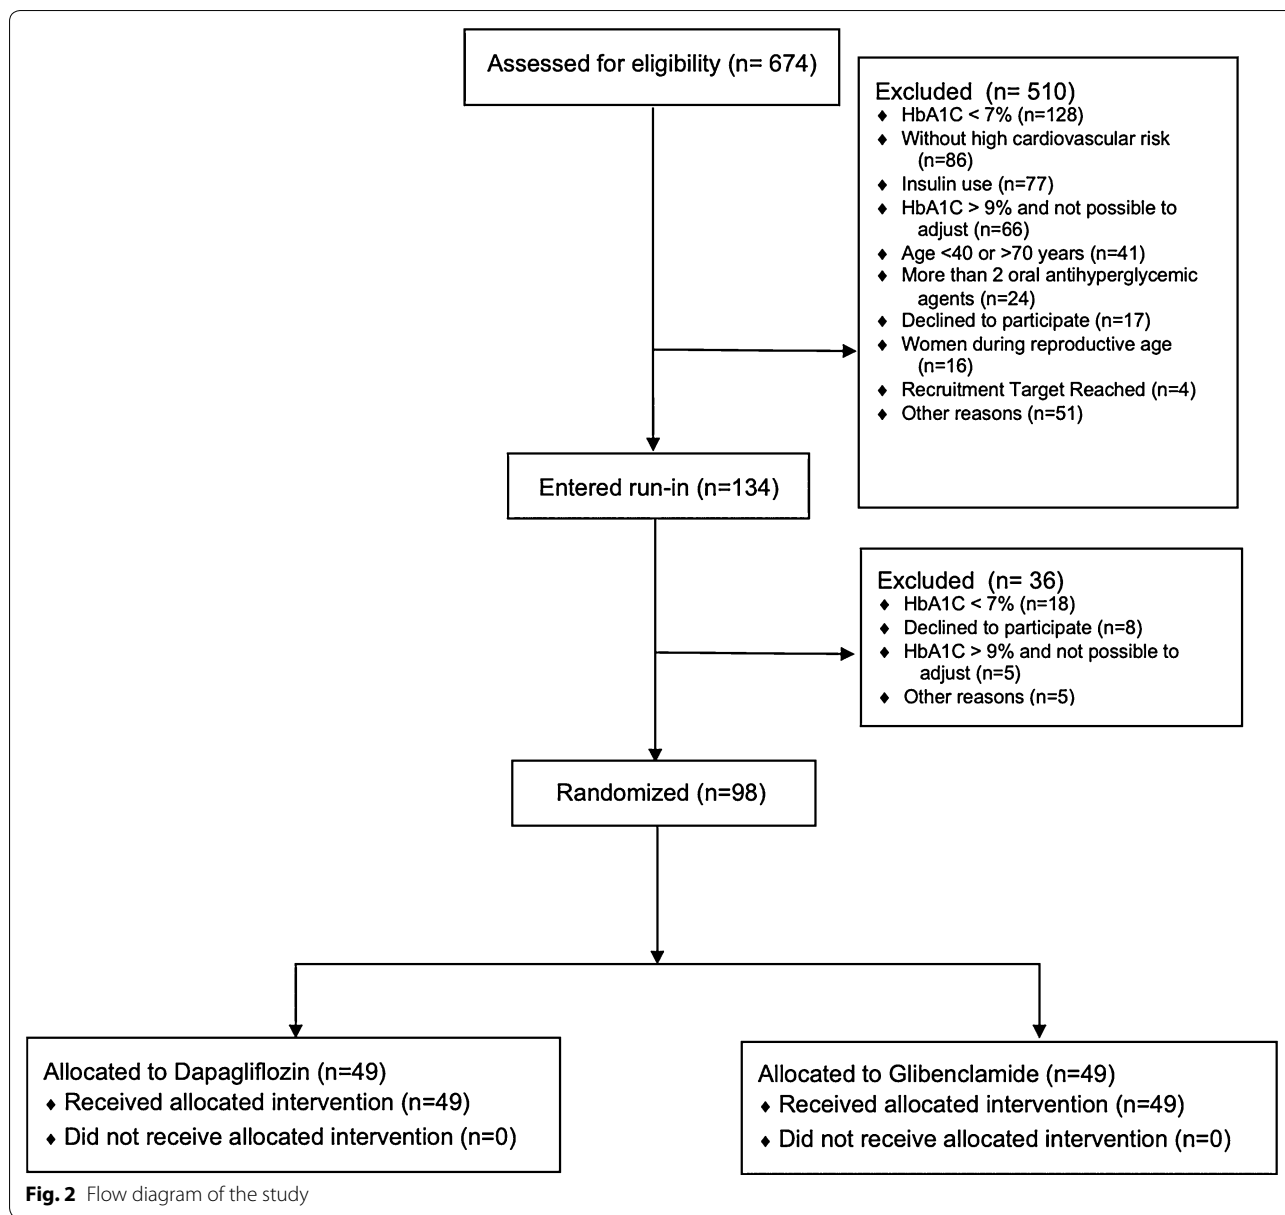 Assessed for eligibility (n= 674)
Excluded (n= 510)
♦ HbA1C < 7% (n=128)
♦ Without high cardiovascular risk
(n=86)
♦ Insulin use (n=77)
♦ HbA1C > 9% and not possible to
adjust (n=66)
♦ Age <40 or >70 years (n=41)
♦ More than 2 oral antihyperglycemic
agents (n=24)
♦ Declined to participate (n=17)
♦ Women during reproductive age
(n=16)
♦ Recruitment Target Reached (n=4)
♦ Other reasons (n=51)
Entered run-in (n=134)
Excluded (n= 36)
♦ HbA1C < 7% (n=18)
♦ Declined to participate (n=8)
♦ HbA1C > 9% and not possible to
adjust (n=5)
♦ Other reasons (n=5)
Randomized (n=98)
Allocated to Dapagliflozin (n=49)
♦ Received allocated intervention (n=49)
♦ Did not receive allocated intervention (n=0)
Allocated to Glibenclamide (n=49)
♦ Received allocated intervention (n=49)
♦ Did not receive allocated intervention (n=0)
Fig. 2 Flow diagram of the study